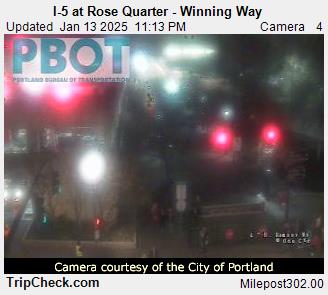 I-5 at Rose Quarter - Winning Way
Updated Jan 13 2025 11:13 PM Camera 4
PBOT
PORTLAND BUREAU OF TRANSPORTATION
Camera courtesy of the City of Portland
TripCheck.com Milepost302.00